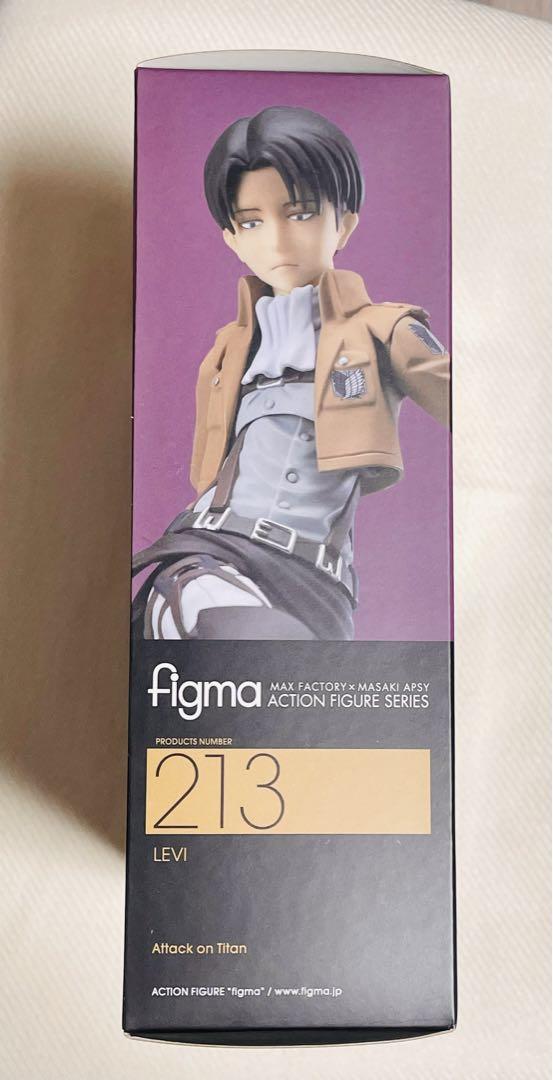 figma MAX FACTORY × MASAKI APSY
ACTION FIGURE SERIES
PRODUCTS NUMBER
213
LEVI
Attack on Titan
ACTION FIGURE "figma" / www.figma.jp